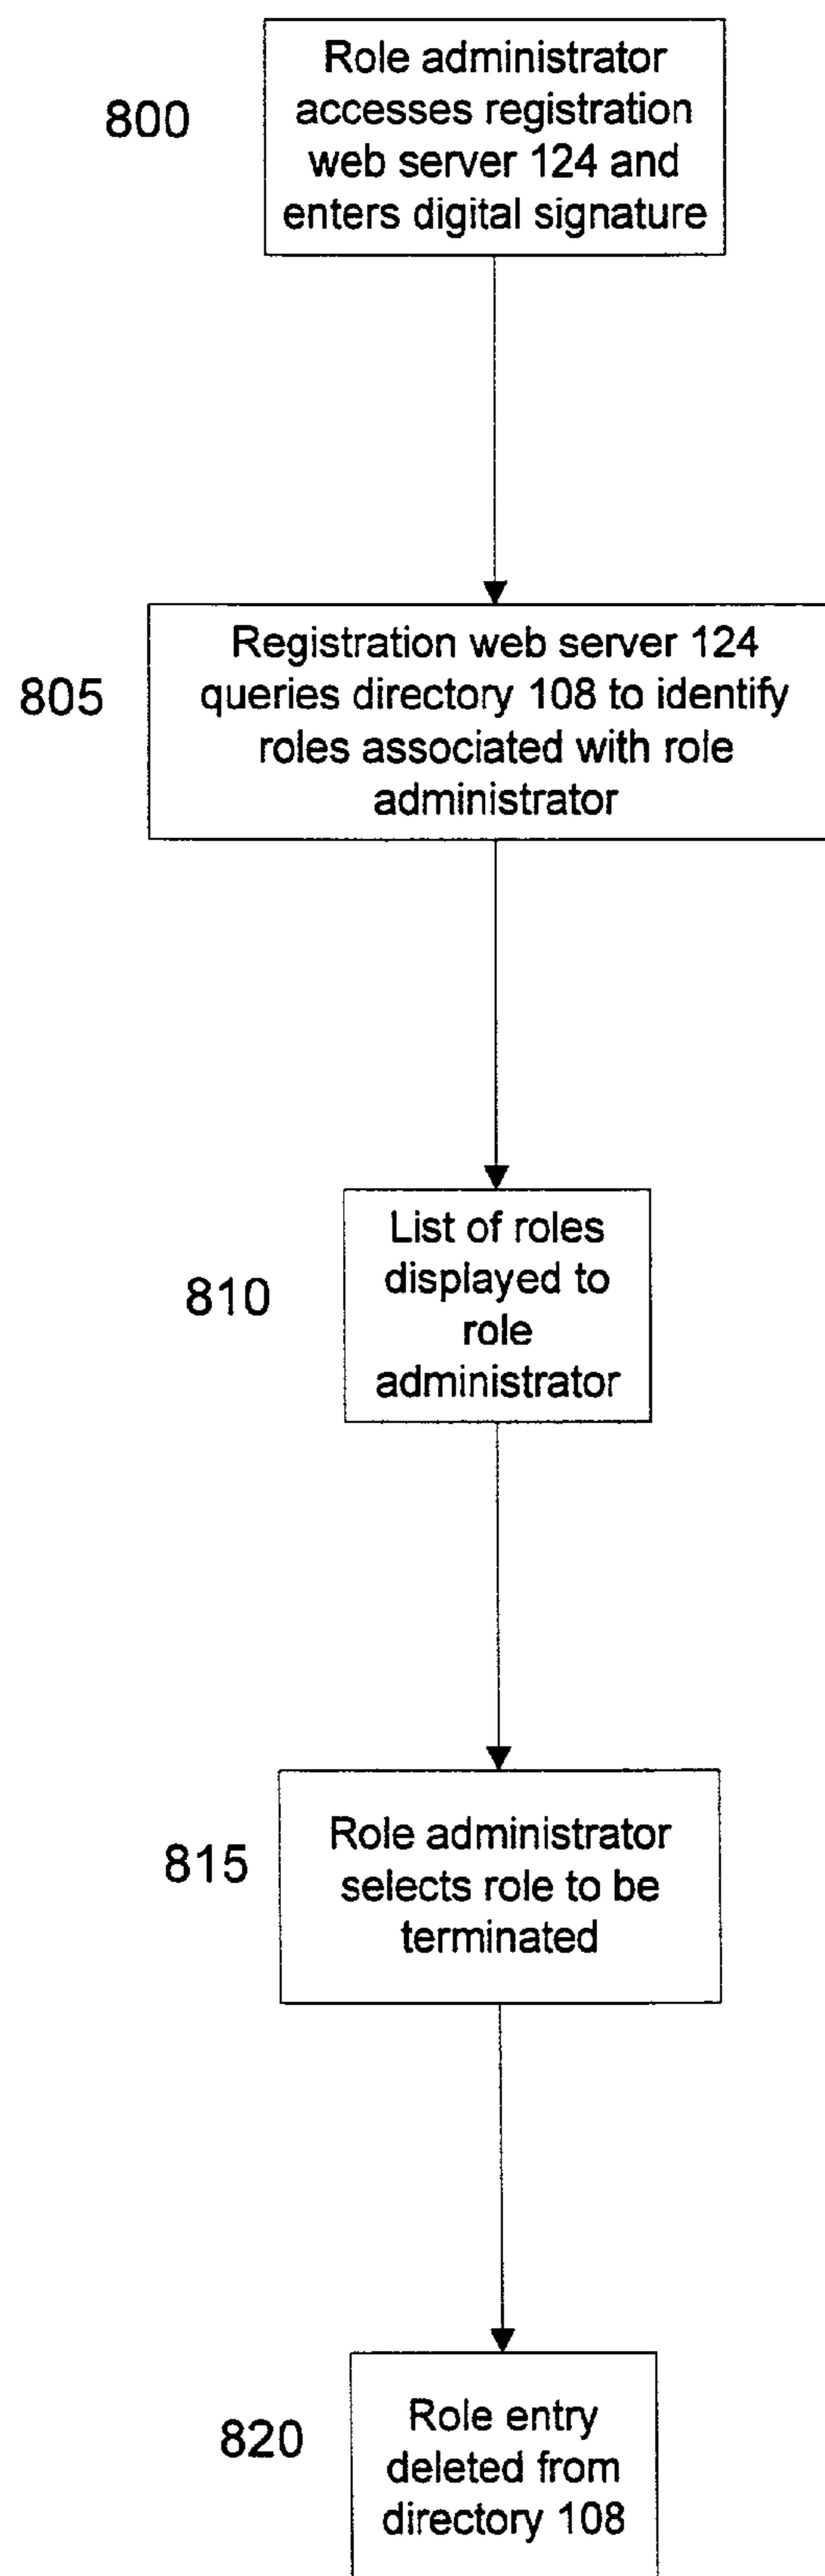 800
Role administrator
accesses registration
web server 124 and
enters digital signature
805
Registration web server 124
queries directory 108 to identify
roles associated with role
administrator
810
List of roles
displayed to
role
administrator
815
Role administrator
selects role to be
terminated
820
Role entry
deleted from
directory 108